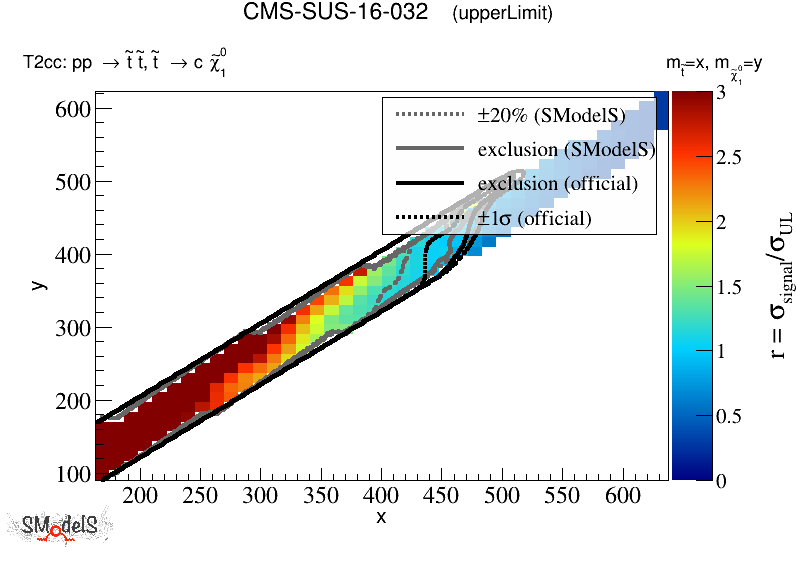 CMS-SUS-16-032 (upperLimit)
T2cc: pp → t̃ t̃, t̃ → c χ̃₁⁰
m_t̃=x, m_χ̃₁⁰=y
±20% (SModelS)
exclusion (SModelS)
exclusion (official)
±1σ (official)
600
500
400
300
200
100
y
200 250 300 350 400 450 500 550 600
x
3
2.5
2
1.5
1
0.5
0
r = σ_signal/σ_UL
SModelS